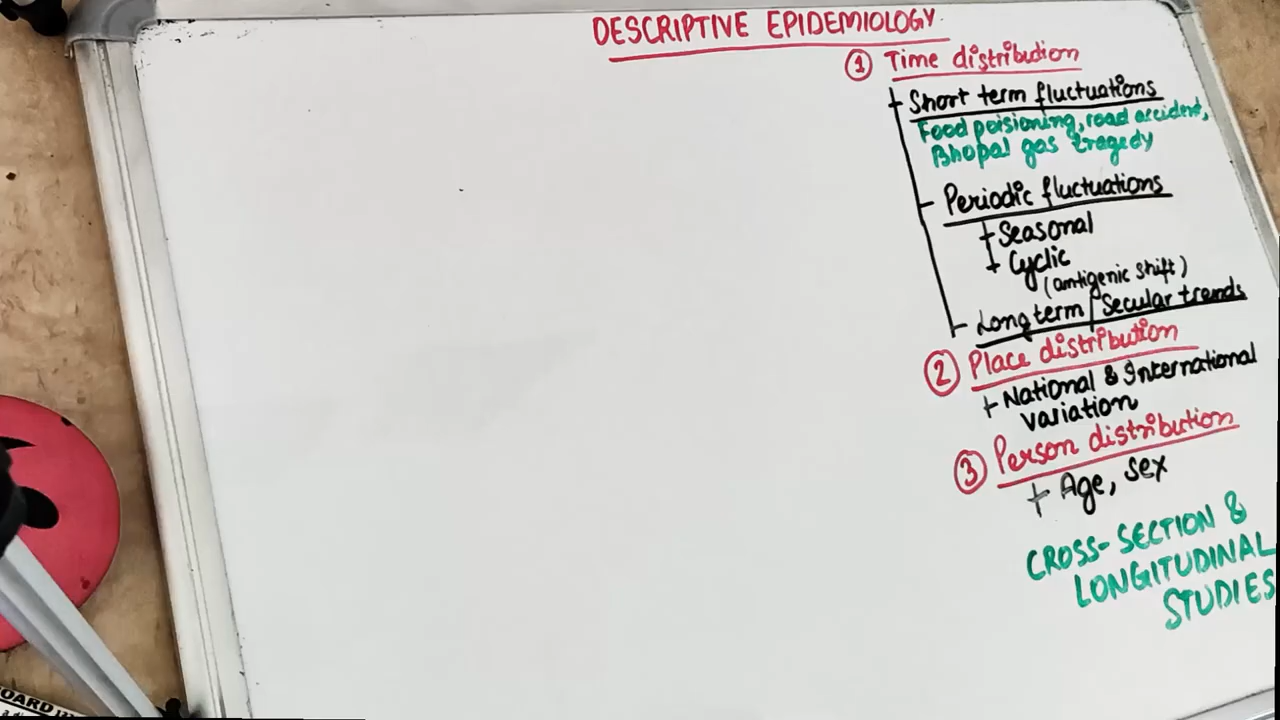 DESCRIPTIVE EPIDEMIOLOGY.
① Time distribution
Short term fluctuations
Food poisioning, road accident,
Bhopal gas tragedy
Periodic fluctuations
Seasonal
Cyclic
(antigenic shift)
Long term / Secular trends
② Place distribution
National & International
variation
③ Person distribution
Age, sex
CROSS-SECTION &
LONGITUDINAL
STUDIES